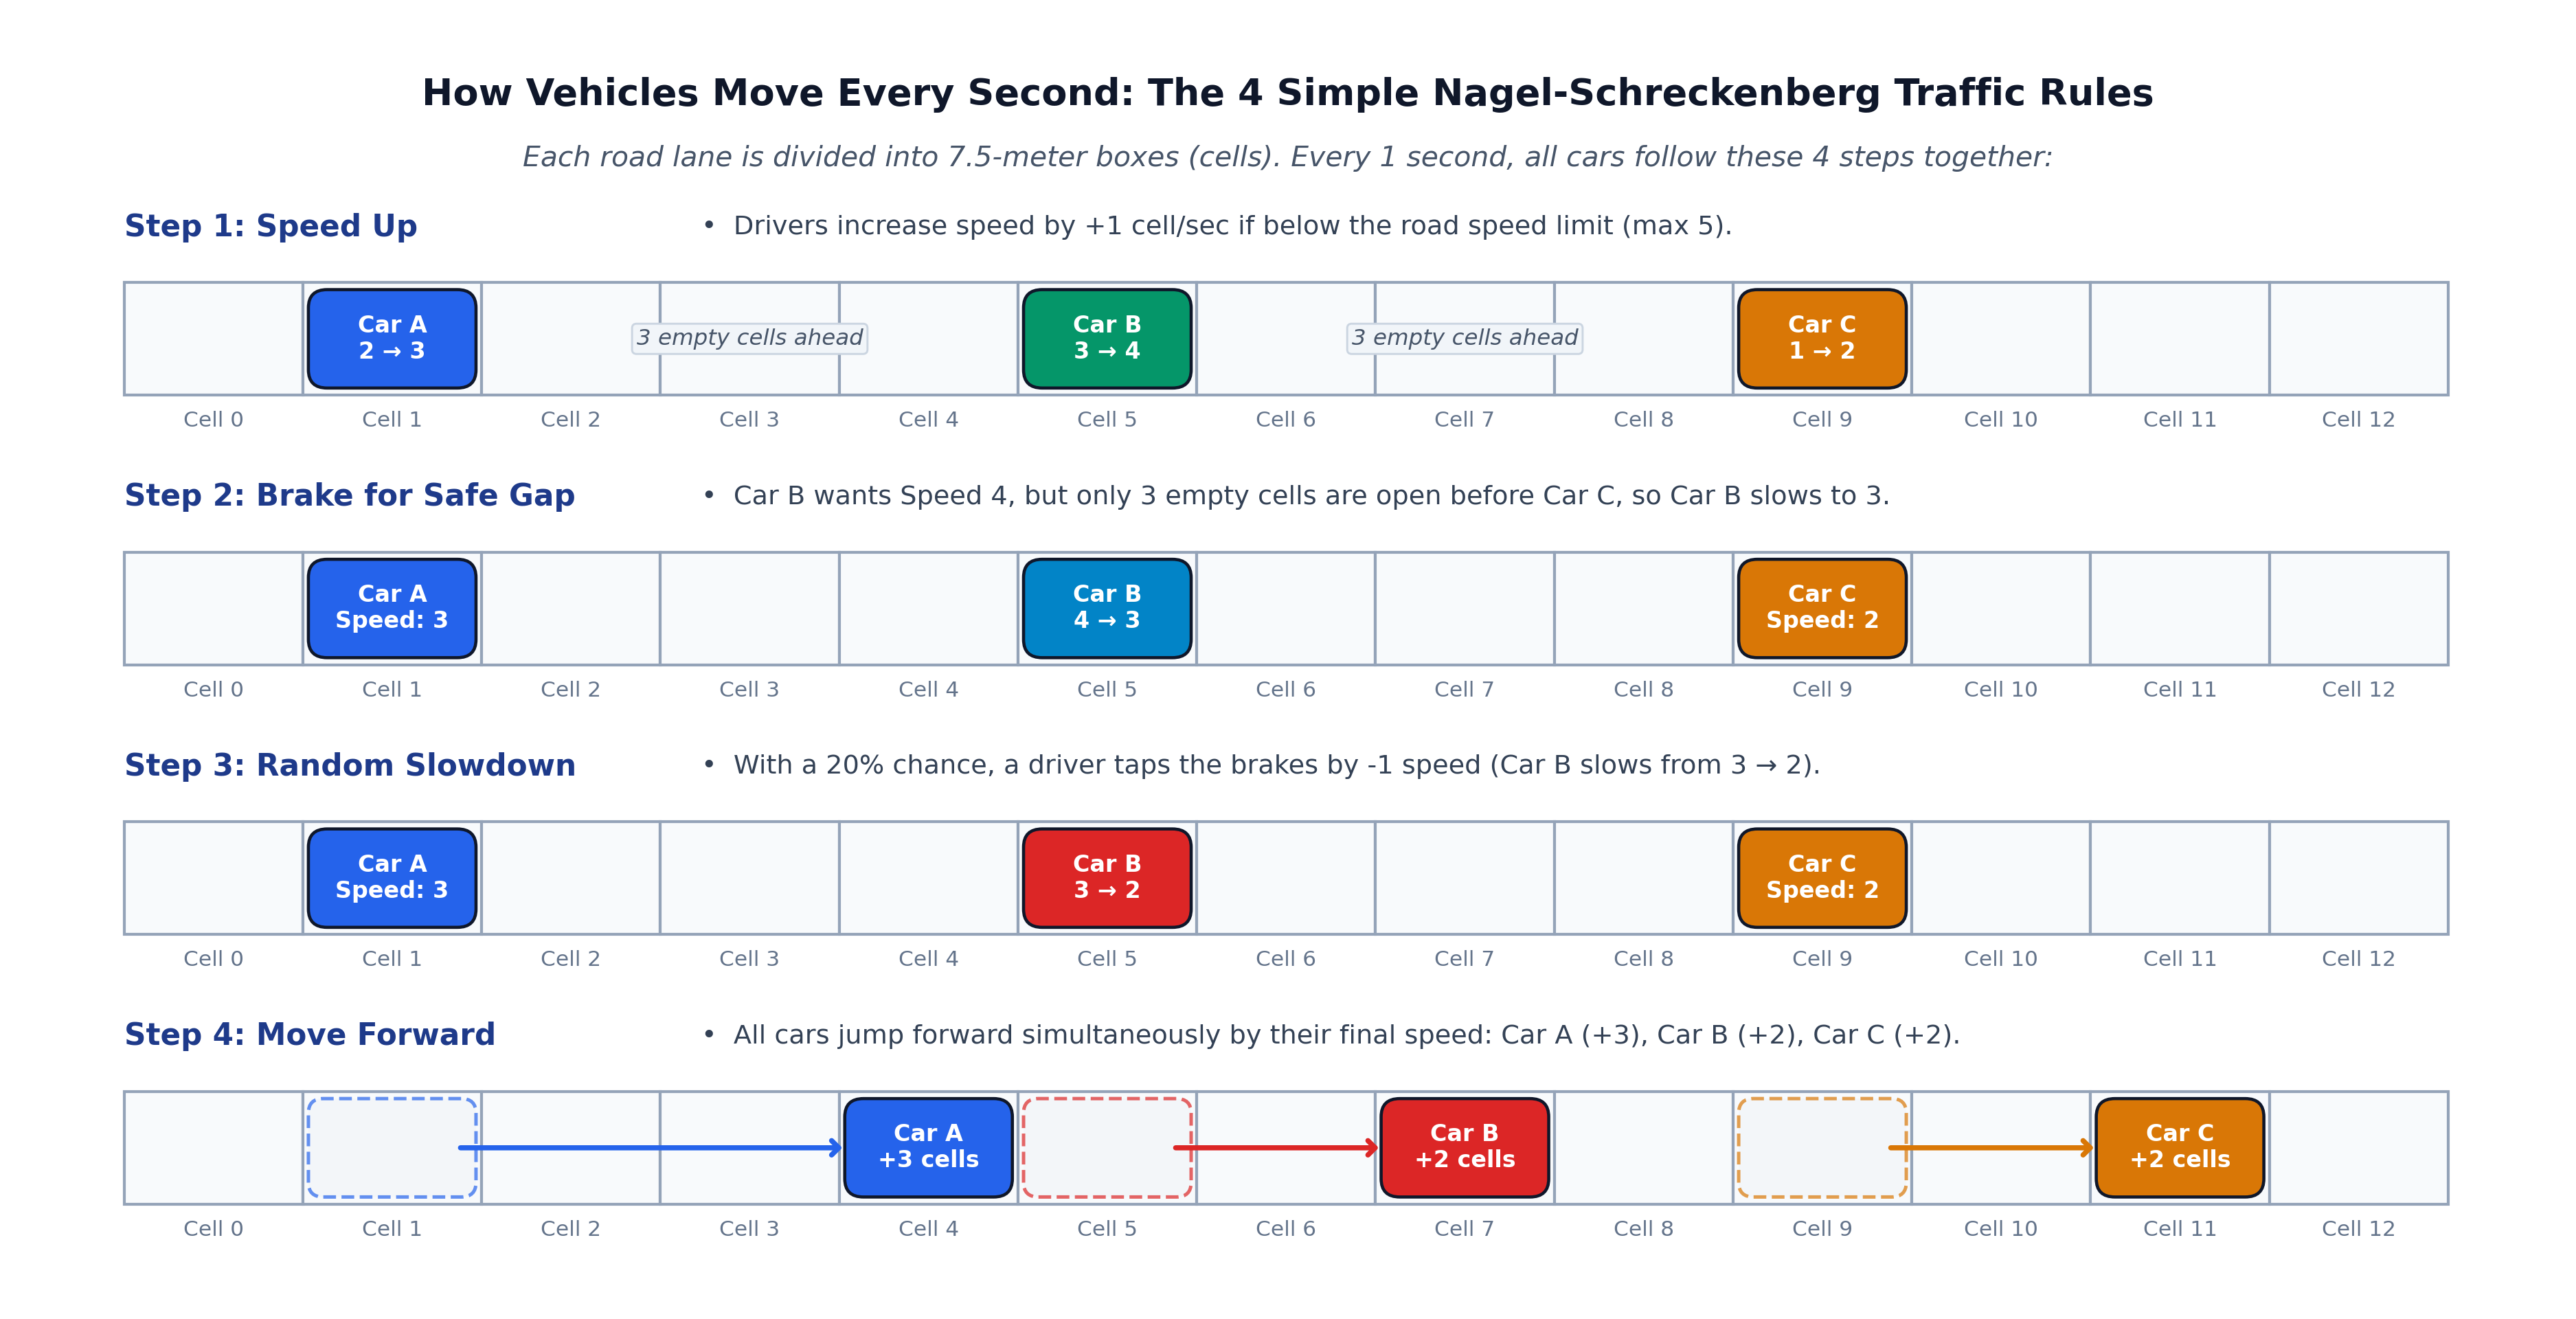 How Vehicles Move Every Second: The 4 Simple Nagel-Schreckenberg Traffic Rules
Each road lane is divided into 7.5-meter boxes (cells). Every 1 second, all cars follow these 4 steps together:
Step 1: Speed Up
• Drivers increase speed by +1 cell/sec if below the road speed limit (max 5).
Car A
2 → 3
3 empty cells ahead
Car B
3 → 4
3 empty cells ahead
Car C
1 → 2
Cell 0 Cell 1 Cell 2 Cell 3 Cell 4 Cell 5 Cell 6 Cell 7 Cell 8 Cell 9 Cell 10 Cell 11 Cell 12
Step 2: Brake for Safe Gap
• Car B wants Speed 4, but only 3 empty cells are open before Car C, so Car B slows to 3.
Car A
Speed: 3
Car B
4 → 3
Car C
Speed: 2
Cell 0 Cell 1 Cell 2 Cell 3 Cell 4 Cell 5 Cell 6 Cell 7 Cell 8 Cell 9 Cell 10 Cell 11 Cell 12
Step 3: Random Slowdown
• With a 20% chance, a driver taps the brakes by -1 speed (Car B slows from 3 → 2).
Car A
Speed: 3
Car B
3 → 2
Car C
Speed: 2
Cell 0 Cell 1 Cell 2 Cell 3 Cell 4 Cell 5 Cell 6 Cell 7 Cell 8 Cell 9 Cell 10 Cell 11 Cell 12
Step 4: Move Forward
• All cars jump forward simultaneously by their final speed: Car A (+3), Car B (+2), Car C (+2).
Car A
+3 cells
Car B
+2 cells
Car C
+2 cells
Cell 0 Cell 1 Cell 2 Cell 3 Cell 4 Cell 5 Cell 6 Cell 7 Cell 8 Cell 9 Cell 10 Cell 11 Cell 12